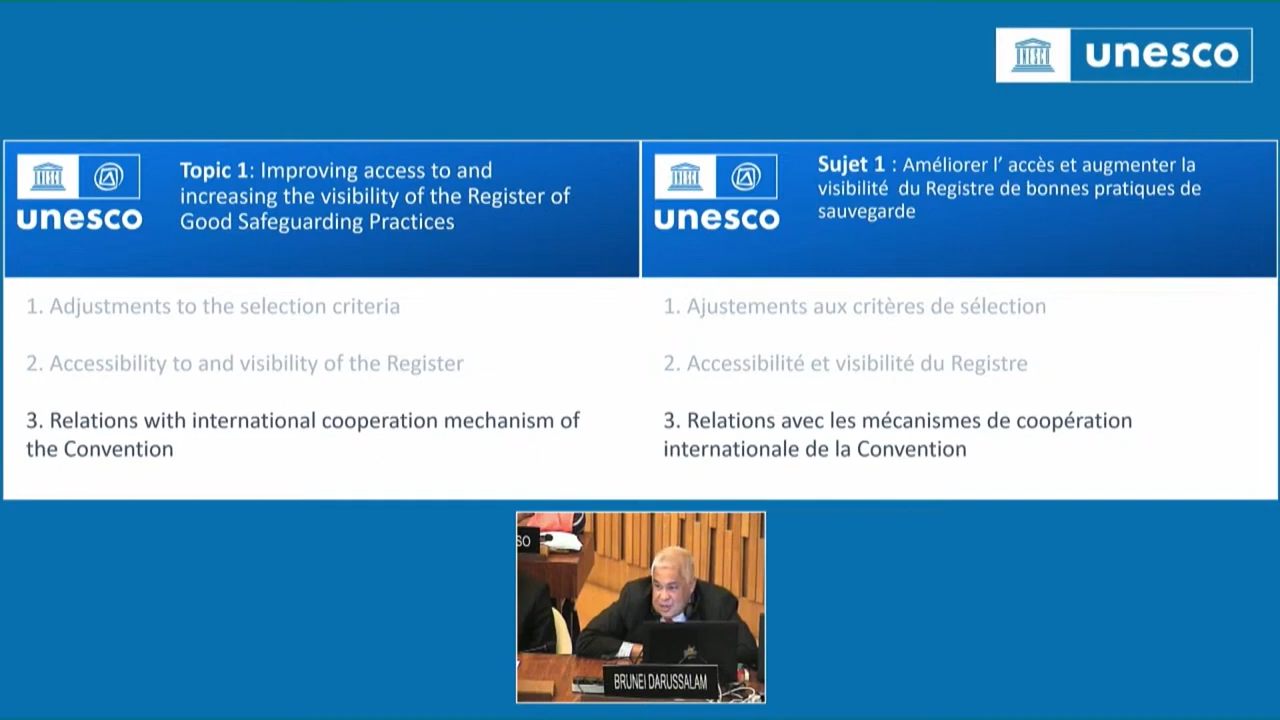 unesco
unesco
Topic 1: Improving access to and
increasing the visibility of the Register of
Good Safeguarding Practices
1. Adjustments to the selection criteria
2. Accessibility to and visibility of the Register
3. Relations with international cooperation mechanism of
the Convention
unesco
Sujet 1 : Améliorer l’ accès et augmenter la
visibilité du Registre de bonnes pratiques de
sauvegarde
1. Ajustements aux critères de sélection
2. Accessibilité et visibilité du Registre
3. Relations avec les mécanismes de coopération
internationale de la Convention
SO
BRUNEI DARUSSALAM